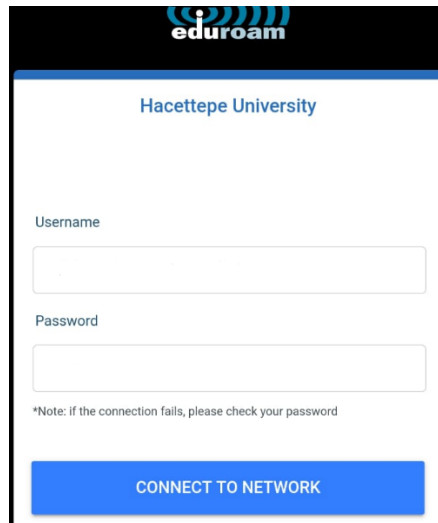 eduroam
Hacettepe University
Username
Password
*Note: if the connection fails, please check your password
CONNECT TO NETWORK